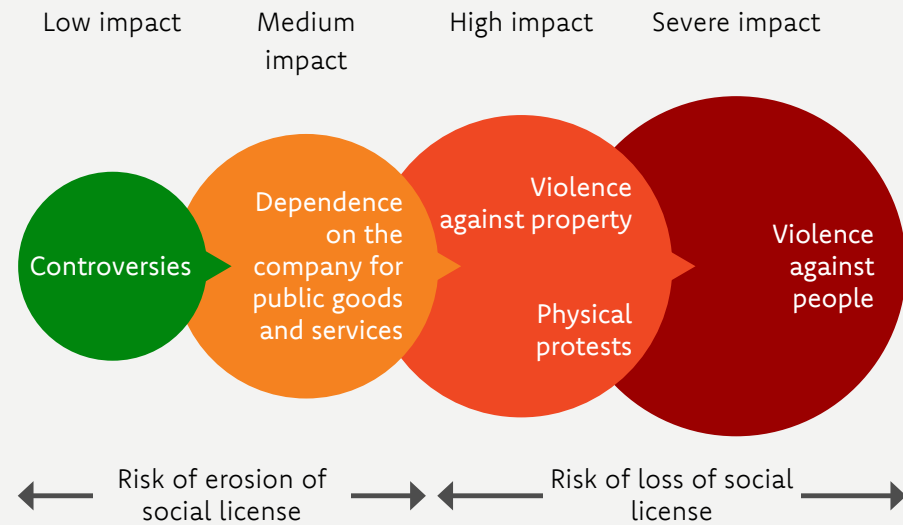 Low impact
Medium
impact
High impact
Severe impact
Controversies
Dependence
on the
company for
public goods
and services
Violence
against property
Physical
protests
Violence
against
people
Risk of erosion of
social license
Risk of loss of social
license